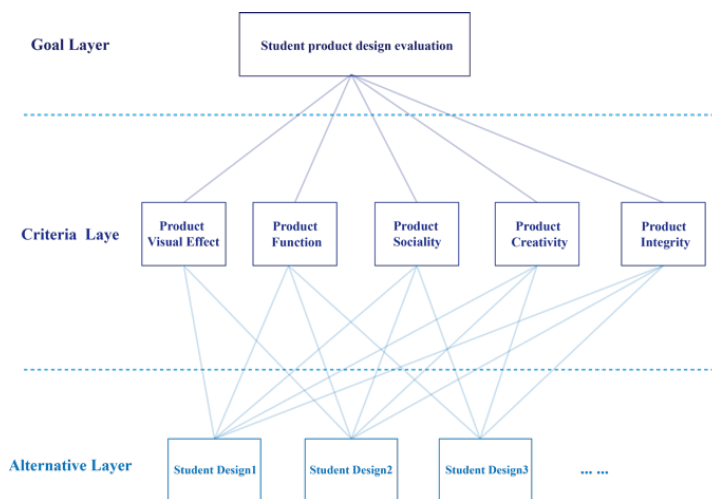 Goal Layer
Student product design evaluation
Criteria Laye
Product
Visual Effect
Product
Function
Product
Sociality
Product
Creativity
Product
Integrity
Alternative Layer
Student Design1
Student Design2
Student Design3
... ...